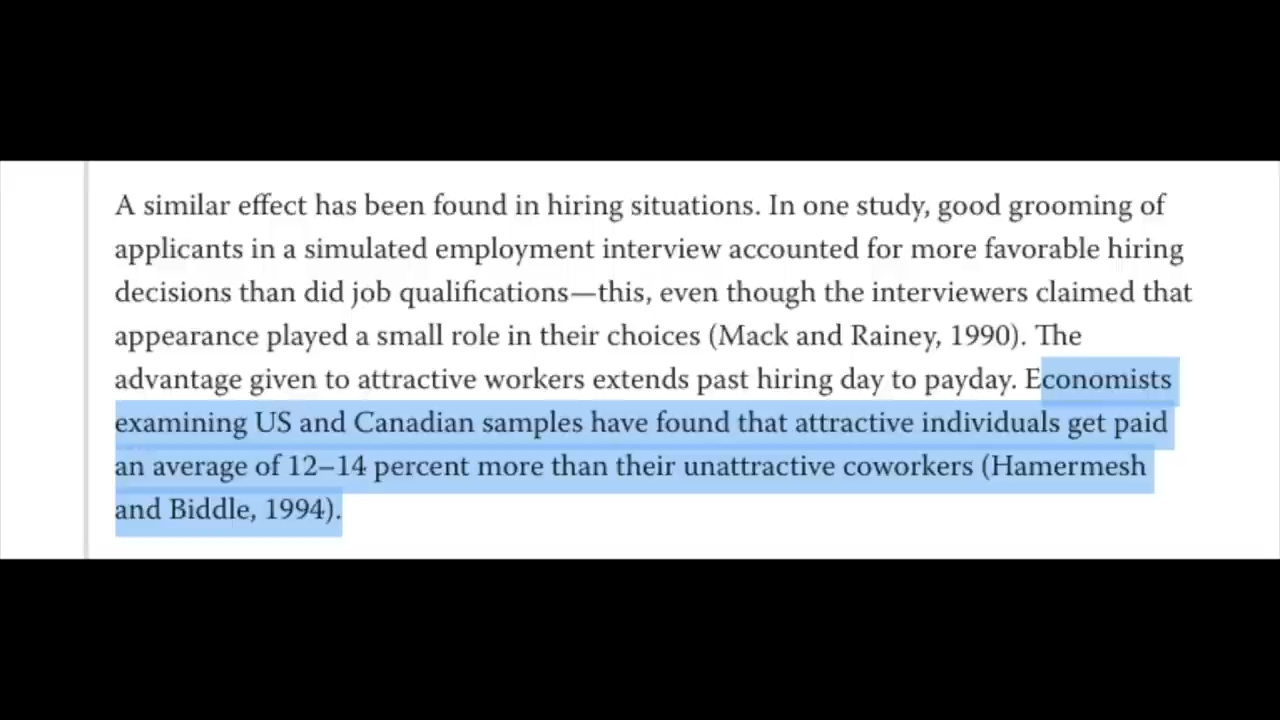 A similar effect has been found in hiring situations. In one study, good grooming of
applicants in a simulated employment interview accounted for more favorable hiring
decisions than did job qualifications—this, even though the interviewers claimed that
appearance played a small role in their choices (Mack and Rainey, 1990). The
advantage given to attractive workers extends past hiring day to payday. Economists
examining US and Canadian samples have found that attractive individuals get paid
an average of 12–14 percent more than their unattractive coworkers (Hamermesh
and Biddle, 1994).